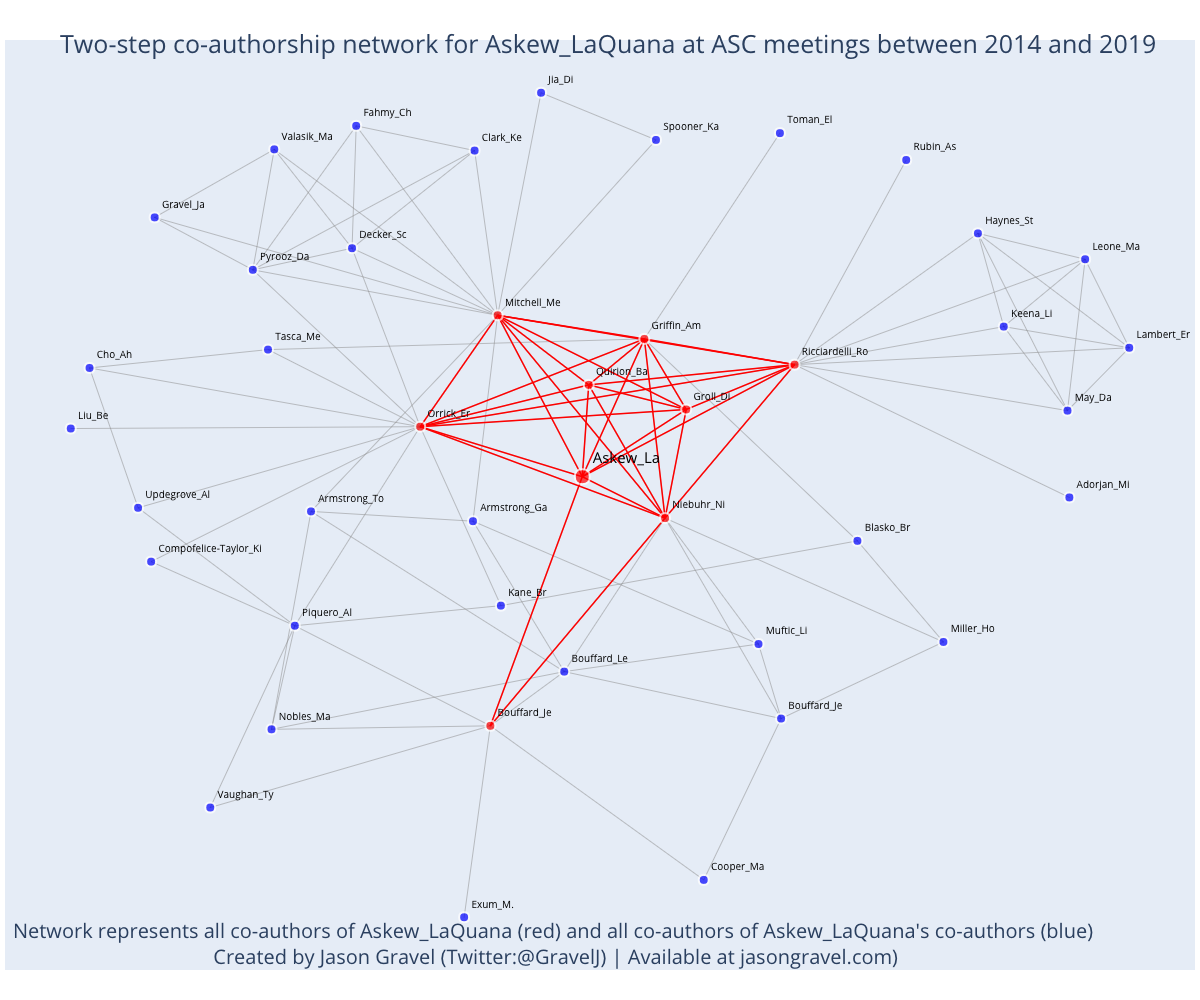 Two-step co-authorship network for Askew_LaQuana at ASC meetings between 2014 and 2019
Jia_Di
Fahmy_Ch
Toman_El
Spooner_Ka
Valasik_Ma
Clark_Ke
Rubin_As
Gravel_Ja
Haynes_St
Decker_Sc
Leone_Ma
Pyrooz_Da
Mitchell_Me
Keena_Li
Griffin_Am
Lambert_Er
Tasca_Me
Ricciardelli_Ro
Cho_Ah
Quirion_Ba
Groll_Di
May_Da
Liu_Be
Orrick_Er
Askew_La
Adorjan_Mi
Updegrove_Al
Armstrong_To
Niebuhr_Ni
Armstrong_Ga
Blasko_Br
Compofelice-Taylor_Ki
Kane_Br
Piquero_Al
Miller_Ho
Muftic_Li
Bouffard_Le
Bouffard_Je
Bouffard_Je
Nobles_Ma
Vaughan_Ty
Cooper_Ma
Exum_M.
Network represents all co-authors of Askew_LaQuana (red) and all co-authors of Askew_LaQuana's co-authors (blue)
Created by Jason Gravel (Twitter:@GravelJ) | Available at jasongravel.com)